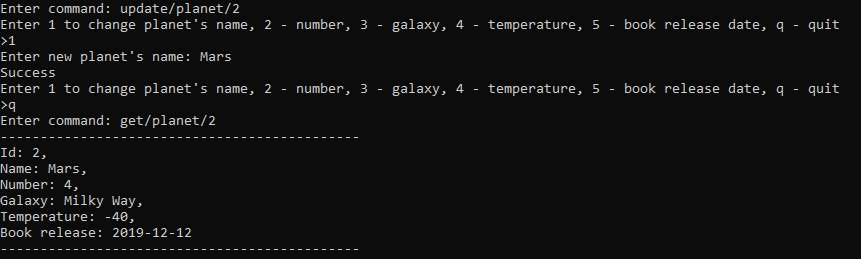 Enter command: update/planet/2
Enter 1 to change planet's name, 2 - number, 3 - galaxy, 4 - temperature, 5 - book release date, q - quit
>1
Enter new planet's name: Mars
Success
Enter 1 to change planet's name, 2 - number, 3 - galaxy, 4 - temperature, 5 - book release date, q - quit
>q
Enter command: get/planet/2
---------------------------------------------
Id: 2,
Name: Mars,
Number: 4,
Galaxy: Milky Way,
Temperature: -40,
Book release: 2019-12-12
---------------------------------------------